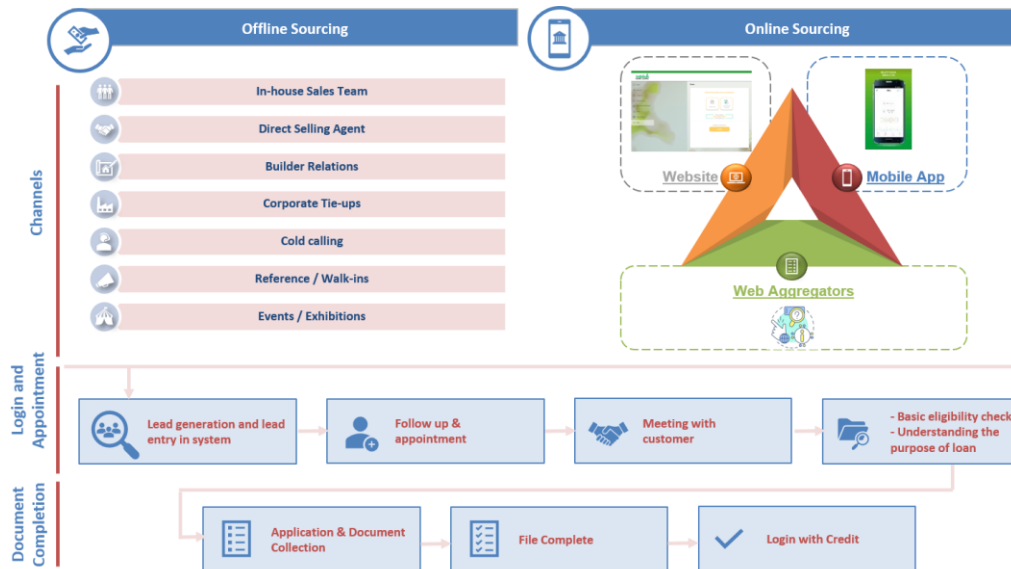 Offline Sourcing
Online Sourcing
Channels
In-house Sales Team
Direct Selling Agent
Builder Relations
Corporate Tie-ups
Cold calling
Reference / Walk-ins
Events / Exhibitions
Website
Mobile App
Web Aggregators
Login and
Appointment
Lead generation and lead
entry in system
Follow up &
appointment
Meeting with
customer
- Basic eligibility check
- Understanding the
purpose of loan
Document
Completion
Application & Document
Collection
File Complete
Login with Credit